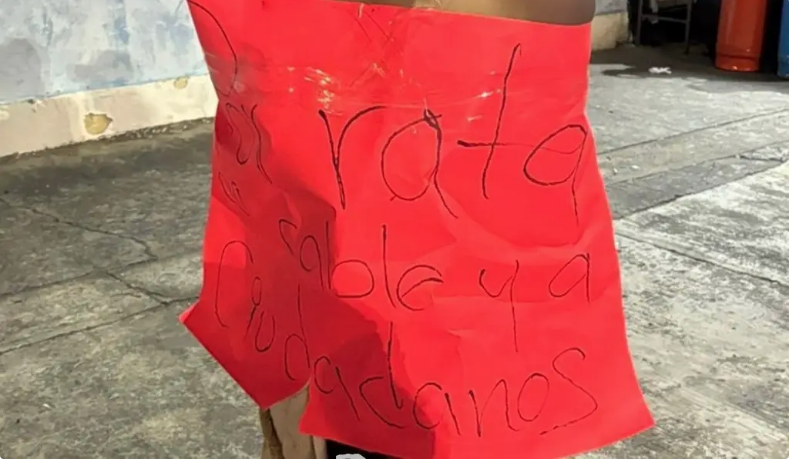 rata
cable y a
Ciudadanos